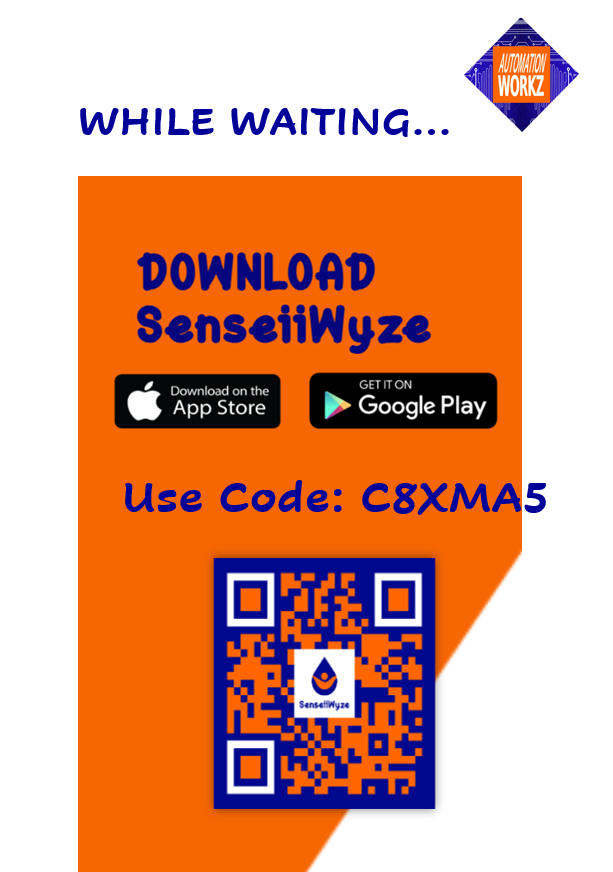 AUTOMATION
WORKZ
WHILE WAITING...
DOWNLOAD
SenseiiWyze
Download on the
App Store
GET IT ON
Google Play
Use Code: C8XMA5
SenseiiWyze